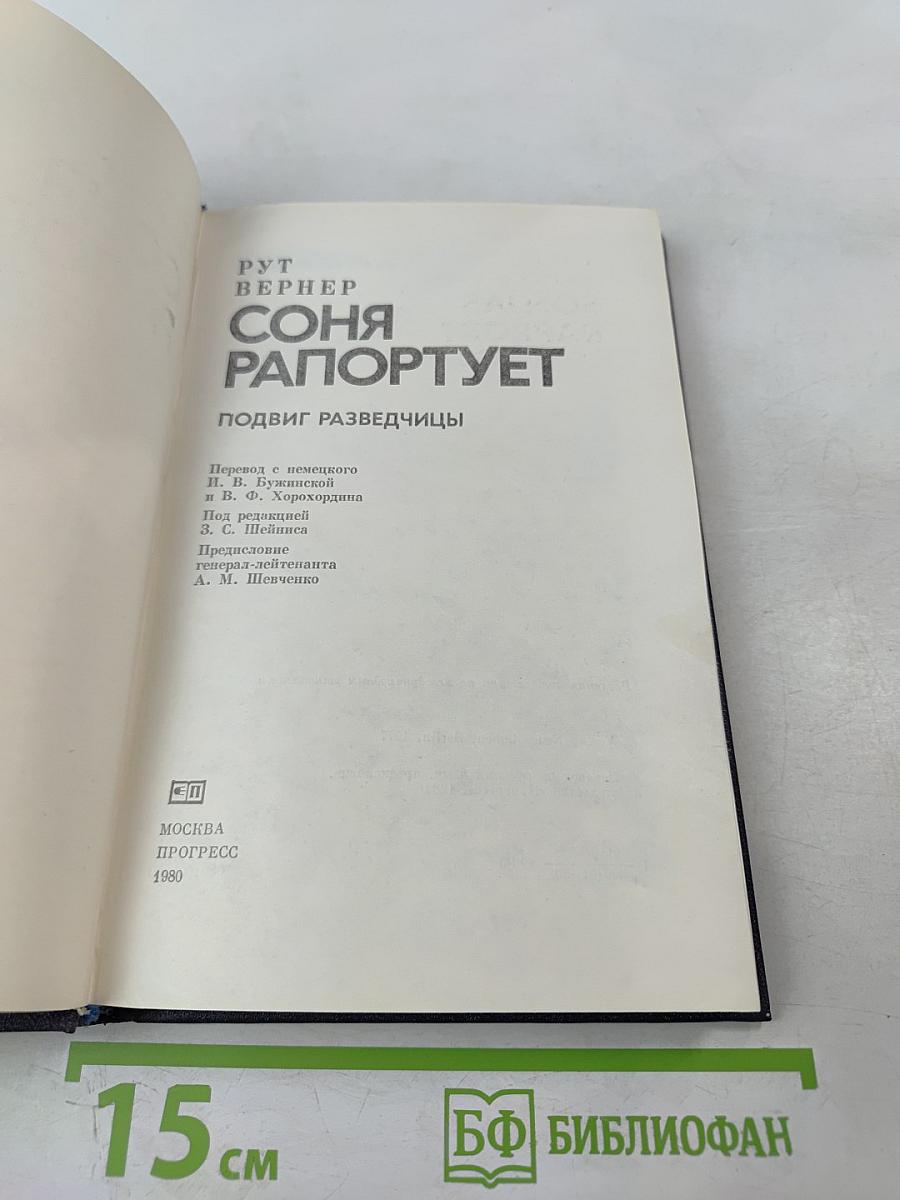 РУТ
ВЕРНЕР
СОНЯ
РАПОРТУЕТ
ПОДВИГ РАЗВЕДЧИЦЫ
Перевод с немецкого
И. В. Бужинской
и В. Ф. Хорохордина
Под редакцией
З. С. Шейниса
Предисловие
генерал-лейтенанта
А. М. Шевченко
МОСКВА
ПРОГРЕСС
1980
15 см
БФ БИБЛИОФАН